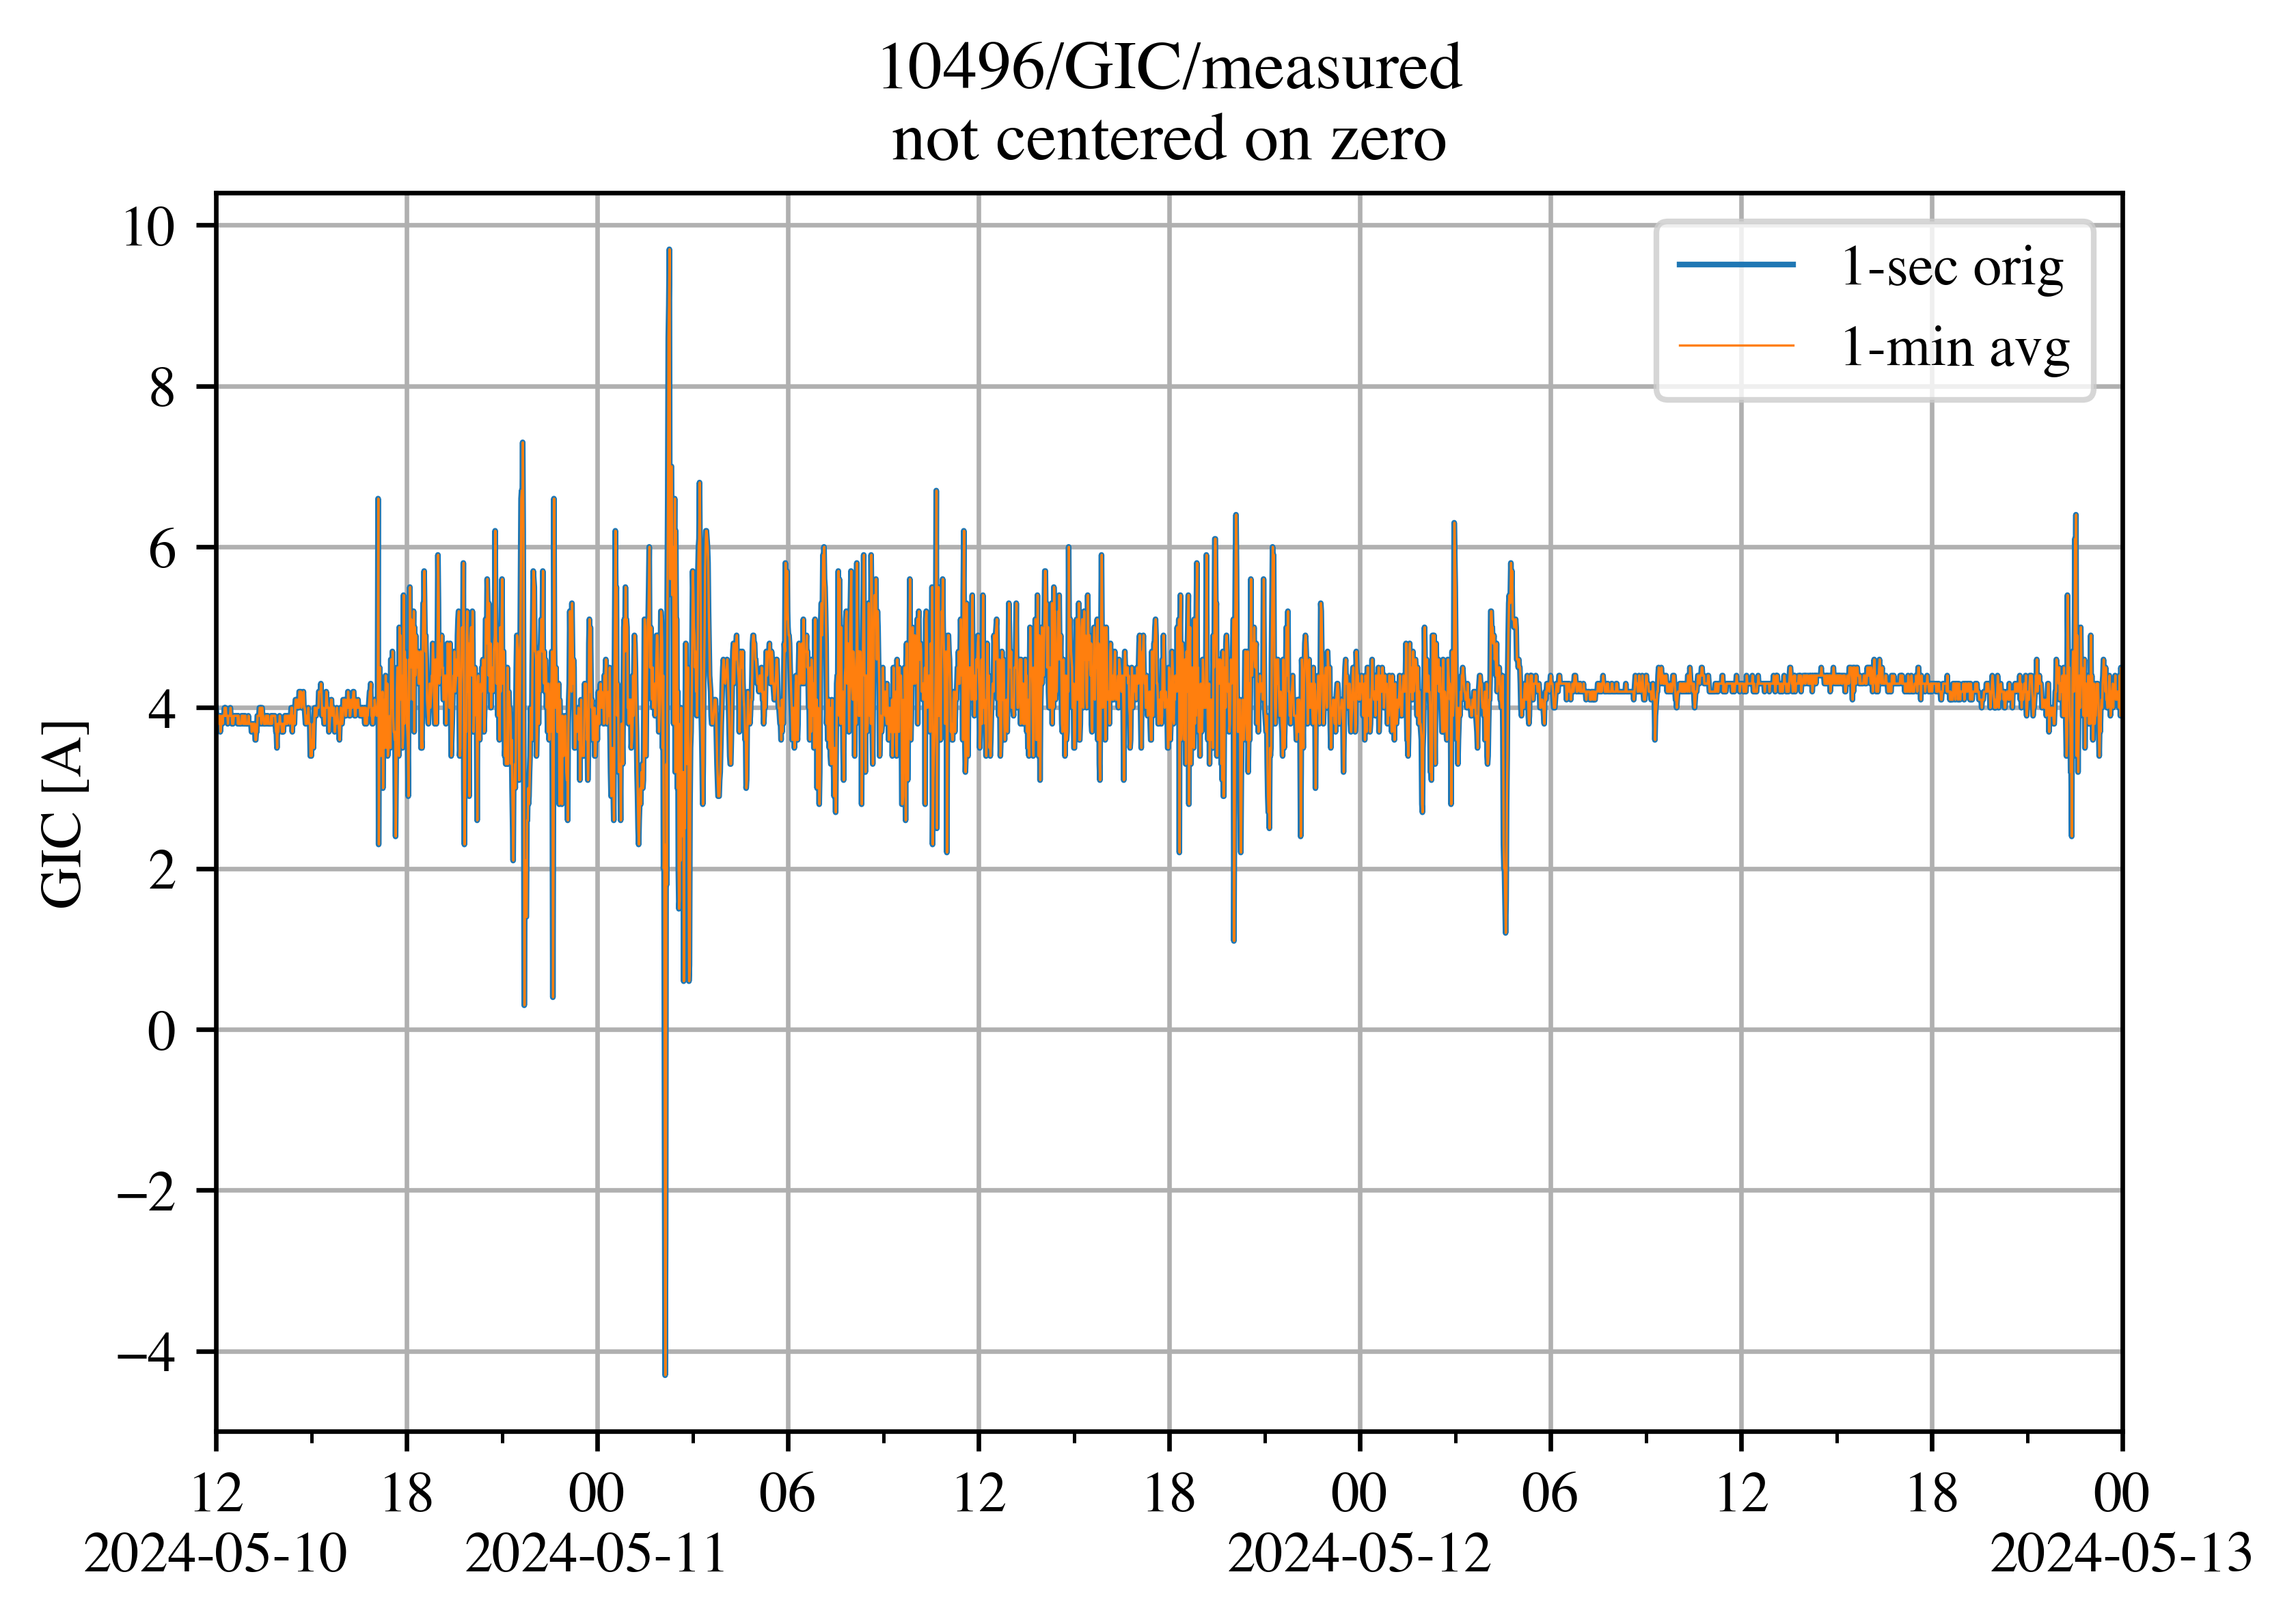 10496/GIC/measured
not centered on zero
1-sec orig
1-min avg
GIC [A]
10
8
6
4
2
0
−2
−4
12 18 00 06 12 18 00 06 12 18 00
2024-05-10 2024-05-11 2024-05-12 2024-05-13